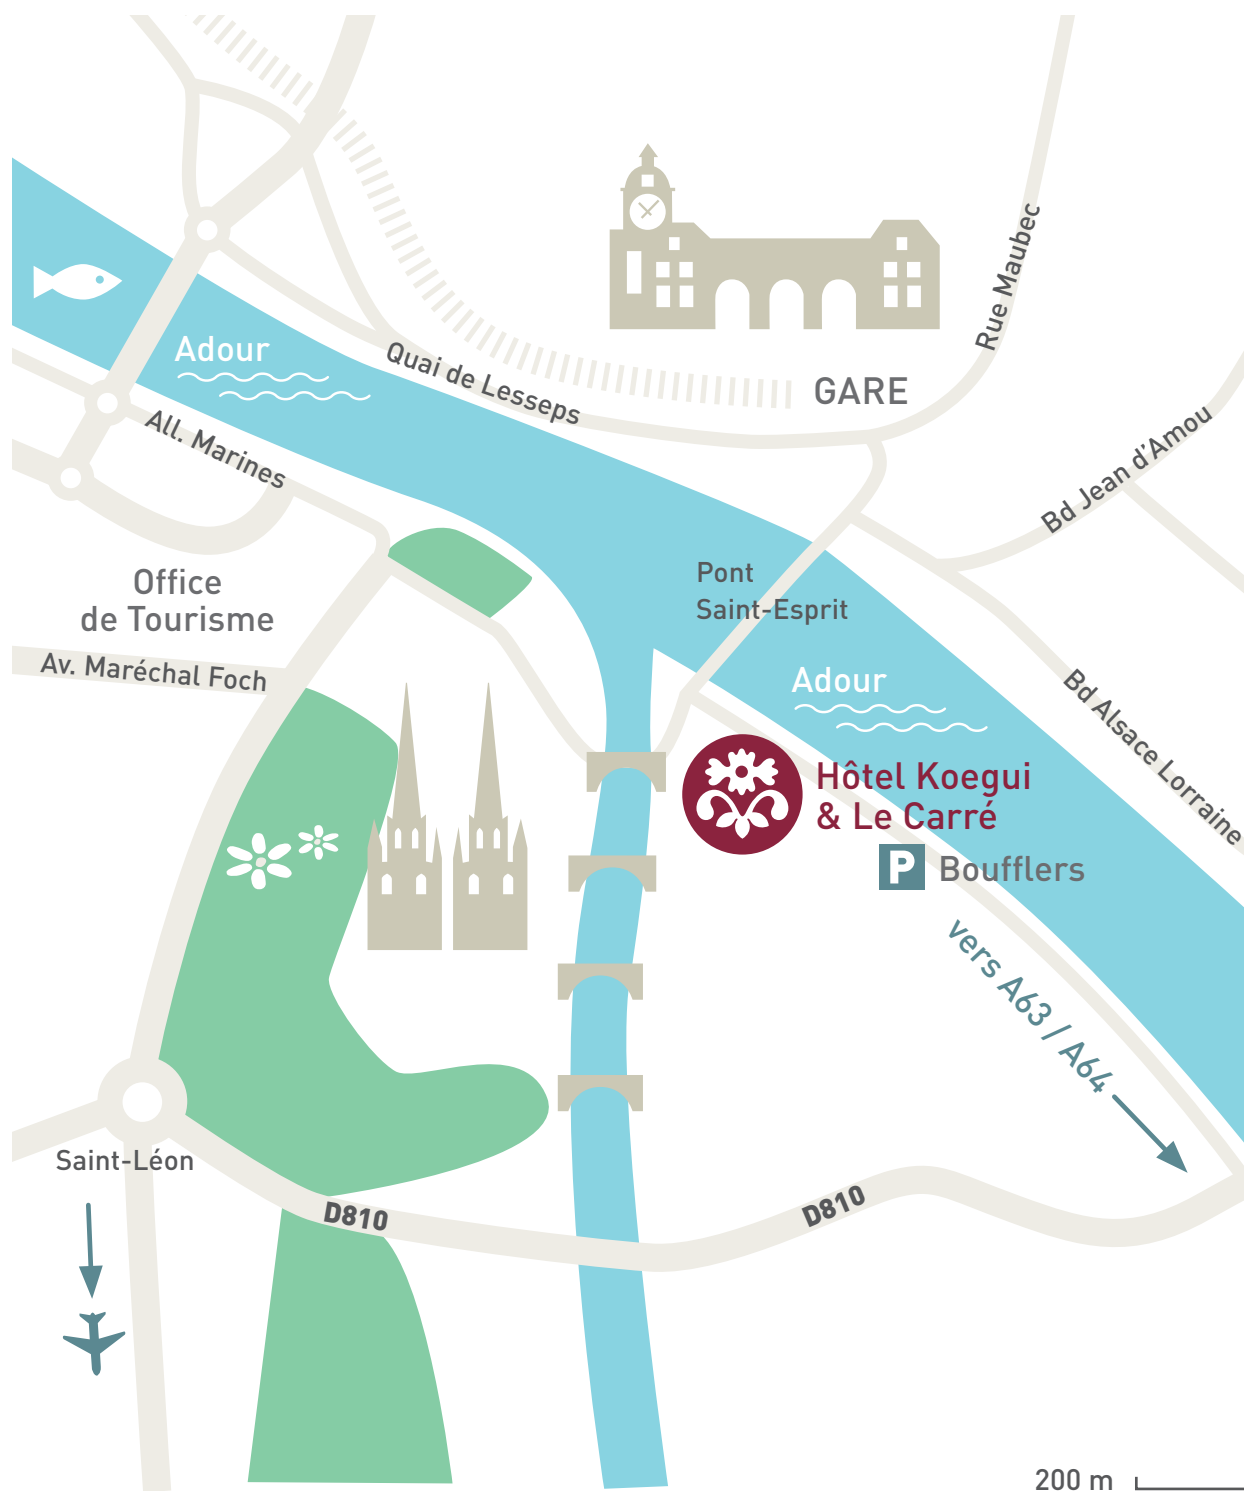 Rue Maubec
Adour
Quai de Lesseps
GARE
All. Marines
Bd Jean d'Amou
Office
de Tourisme
Pont
Saint-Esprit
Av. Maréchal Foch
Adour
Bd Alsace Lorraine
Hôtel Koegui
& Le Carré
P Boufflers
vers A63 / A64
Saint-Léon
D810
D810
200 m